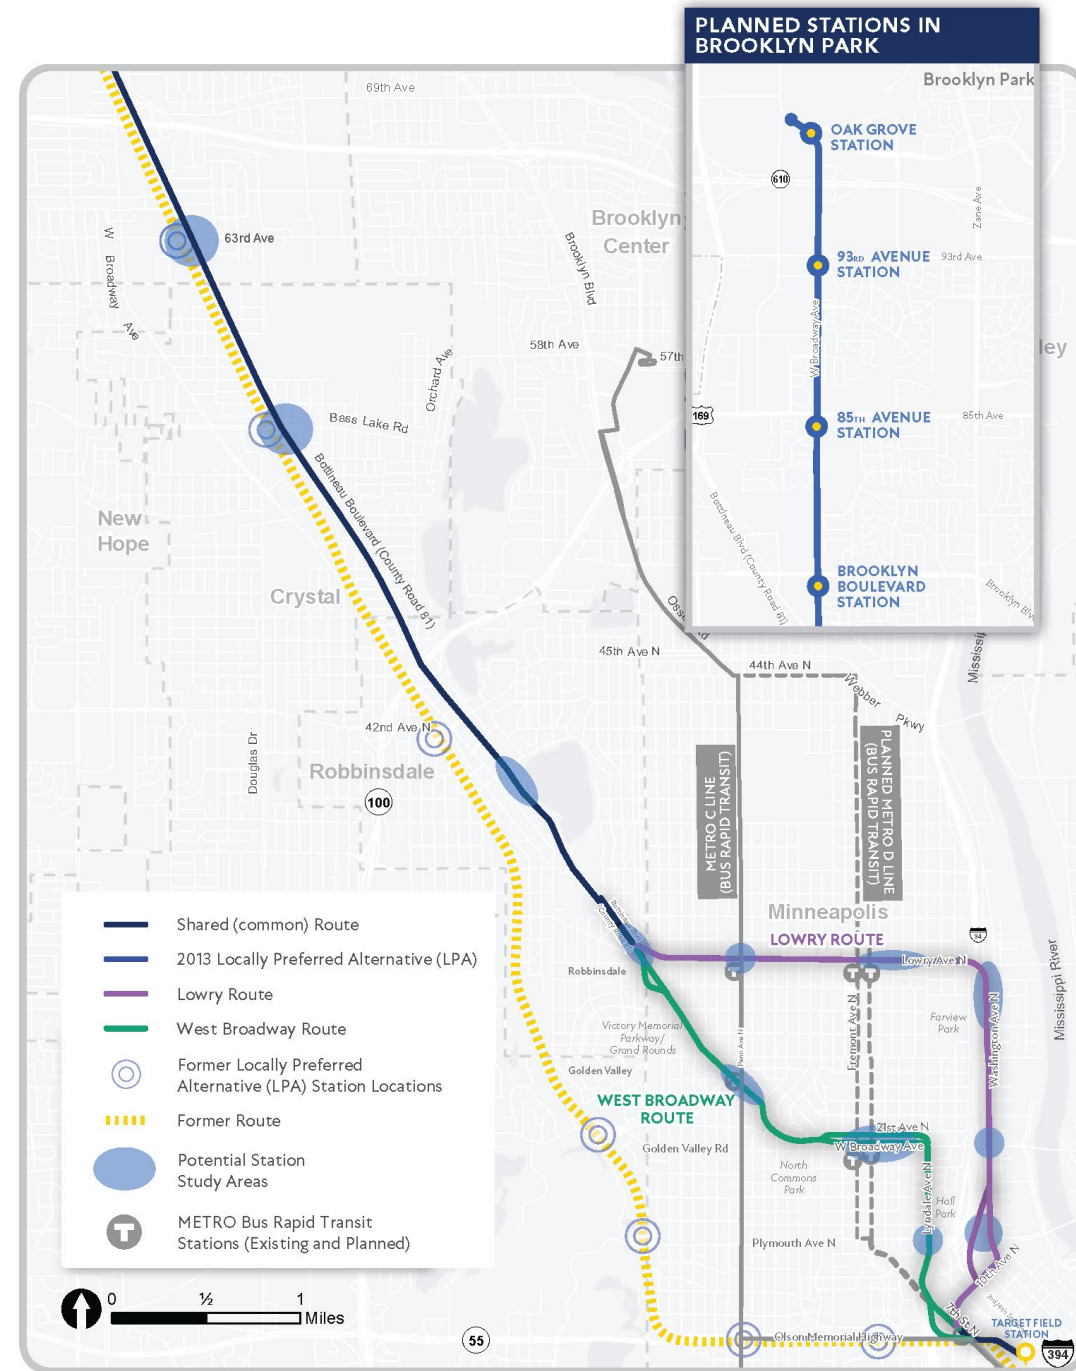 PLANNED STATIONS IN
BROOKLYN PARK
Brooklyn Park
OAK GROVE
STATION
610
Zane Ave
93RD AVENUE
STATION
93rd Ave
W Broadway Ave
169
85TH AVENUE
STATION
85th Ave
Bottineau Blvd (County Road 81)
BROOKLYN
BOULEVARD
STATION
69th Ave
63rd Ave
W Broadway Ave
Brooklyn
Center
Brooklyn Blvd
58th Ave
57th
Orchard Ave
Bass Lake Rd
Bottineau Boulevard (County Road 81)
New
Hope
Crystal
45th Ave N
44th Ave N
Webber Pkwy
42nd Ave N
Douglas Dr
Robbinsdale
100
METRO C LINE
(BUS RAPID TRANSIT)
PLANNED METRO D LINE
(BUS RAPID TRANSIT)
Minneapolis
LOWRY ROUTE
94
Lowry Ave N
Robbinsdale
Mississippi River
Washington Ave N
Fremont Ave N
Farview
Park
Victory Memorial
Parkway/
Grand Rounds
Penn Ave N
Golden Valley
WEST BROADWAY
ROUTE
21st Ave N
W Broadway Ave
Golden Valley Rd
North
Commons
Park
Lyndale Ave N
Hall
Park
Plymouth Ave N
10th Ave N
7th St N
TARGET FIELD
STATION
Olson Memorial Highway
394
55
Shared (common) Route
2013 Locally Preferred Alternative (LPA)
Lowry Route
West Broadway Route
Former Locally Preferred
Alternative (LPA) Station Locations
Former Route
Potential Station
Study Areas
T
METRO Bus Rapid Transit
Stations (Existing and Planned)
0 ½ 1
Miles